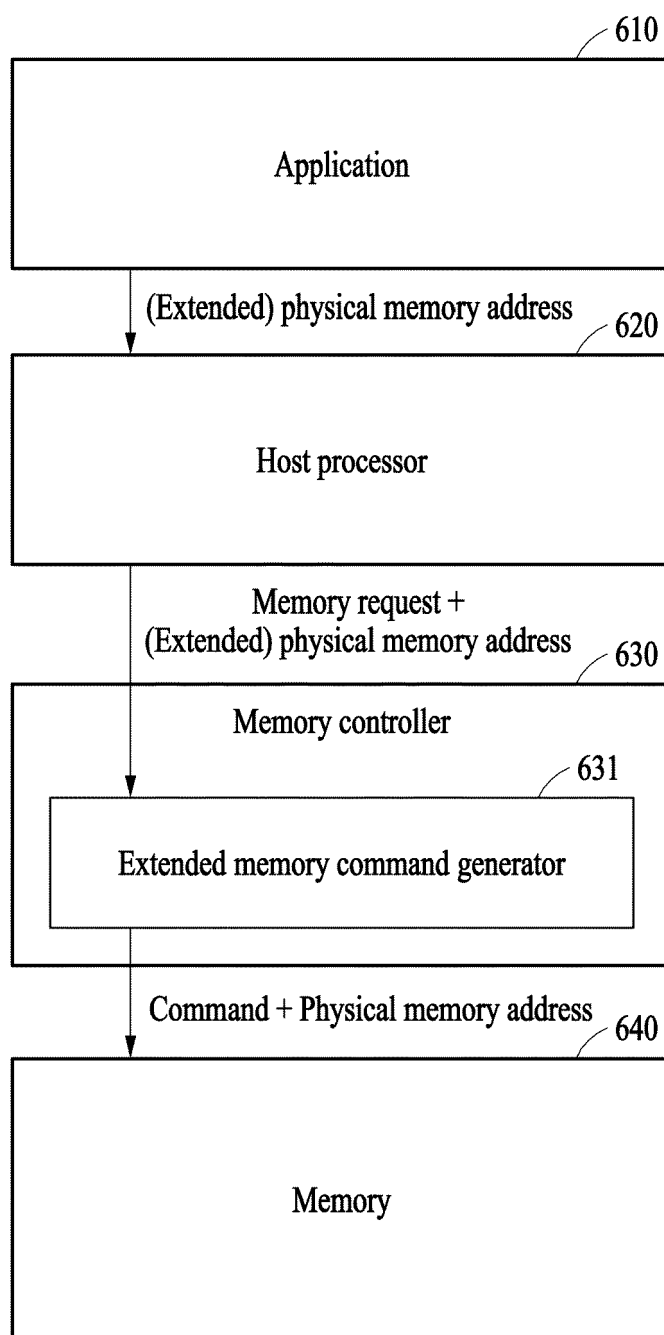 610
Application
(Extended) physical memory address
620
Host processor
Memory request +
(Extended) physical memory address
630
Memory controller
631
Extended memory command generator
Command + Physical memory address
640
Memory